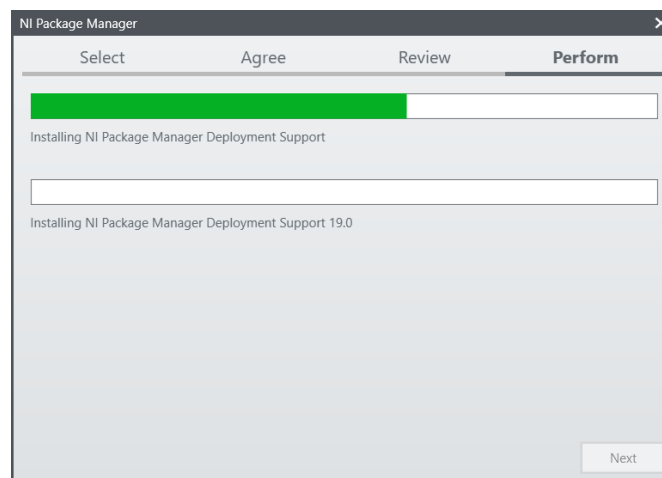 NI Package Manager
Select Agree Review Perform
Installing NI Package Manager Deployment Support
Installing NI Package Manager Deployment Support 19.0
Next